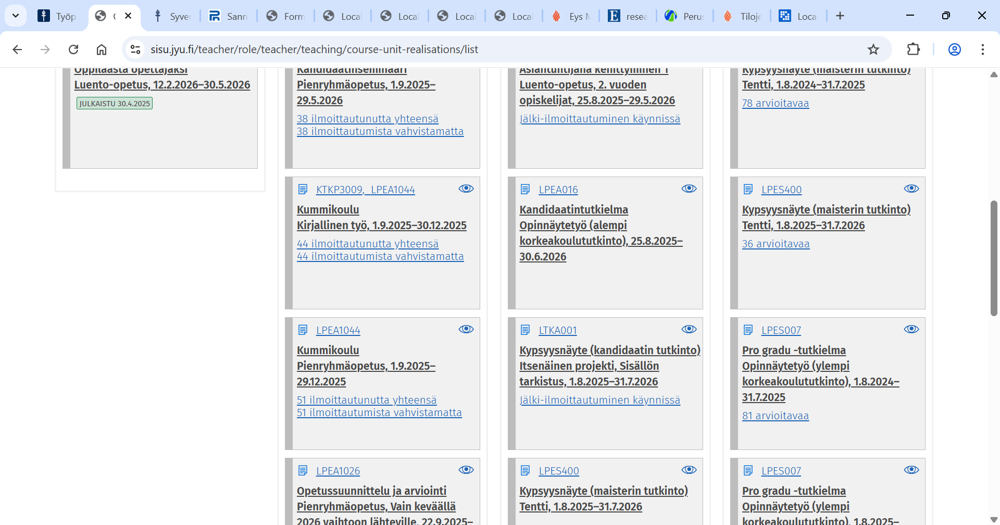 Työp
(
Syver
Sann
Form
Local
Local
Local
Local
Eys M
resea
Perus
Tiloje
Loca
sisu.jyu.fi/teacher/role/teacher/teaching/course-unit-realisations/list
Oppilaasta opettajaksi
Luento-opetus, 12.2.2026–30.5.2026
JULKAISTU 30.4.2025
Kandidaatinseminaari
Pienryhmäopetus, 1.9.2025–
29.5.2026
38 ilmoittautunutta yhteensä
38 ilmoittautumista vahvistamatta
KTKP3009, LPEA1044
Kummikoulu
Kirjallinen työ, 1.9.2025–30.12.2025
44 ilmoittautunutta yhteensä
44 ilmoittautumista vahvistamatta
LPEA1044
Kummikoulu
Pienryhmäopetus, 1.9.2025–
29.12.2025
51 ilmoittautunutta yhteensä
51 ilmoittautumista vahvistamatta
LPEA1026
Opetussuunnittelu ja arviointi
Pienryhmäopetus, Vain keväällä
2026 vaihtoon lähteville, 22.9.2025–
Asiantuntijana kehittyminen 1
Luento-opetus, 2. vuoden
opiskelijat, 25.8.2025–29.5.2026
Jälki-ilmoittautuminen käynnissä
LPEA016
Kandidaatintutkielma
Opinnäytetyö (alempi
korkeakoulututkinto), 25.8.2025–
30.6.2026
LTKA001
Kypsyysnäyte (kandidaatin tutkinto)
Itsenäinen projekti, Sisällön
tarkistus, 1.8.2025–31.7.2026
Jälki-ilmoittautuminen käynnissä
LPES400
Kypsyysnäyte (maisterin tutkinto)
Tentti, 1.8.2025–31.7.2026
Kypsyysnäyte (maisterin tutkinto)
Tentti, 1.8.2024–31.7.2025
78 arvioitavaa
LPES400
Kypsyysnäyte (maisterin tutkinto)
Tentti, 1.8.2025–31.7.2026
36 arvioitavaa
LPES007
Pro gradu -tutkielma
Opinnäytetyö (ylempi
korkeakoulututkinto), 1.8.2024–
31.7.2025
81 arvioitavaa
LPES007
Pro gradu -tutkielma
Opinnäytetyö (ylempi
korkeakoulututkinto), 1.8.2025–